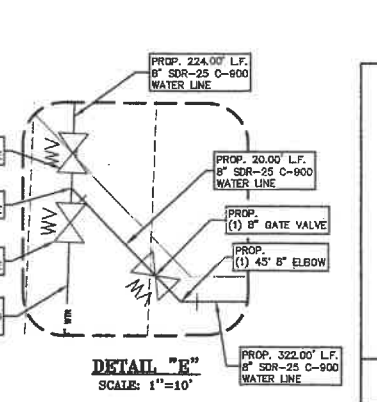 PROP. 224.00' L.F.
8" SDR-25 C-900
WATER LINE
PROP. 20.00' L.F.
8" SDR-25 C-900
WATER LINE
PROP.
(1) 8" GATE VALVE
PROP.
(1) 45° 8" ELBOW
PROP. 322.00' L.F.
8" SDR-25 C-900
WATER LINE
WTR
DETAIL "E"
SCALE: 1"=10'